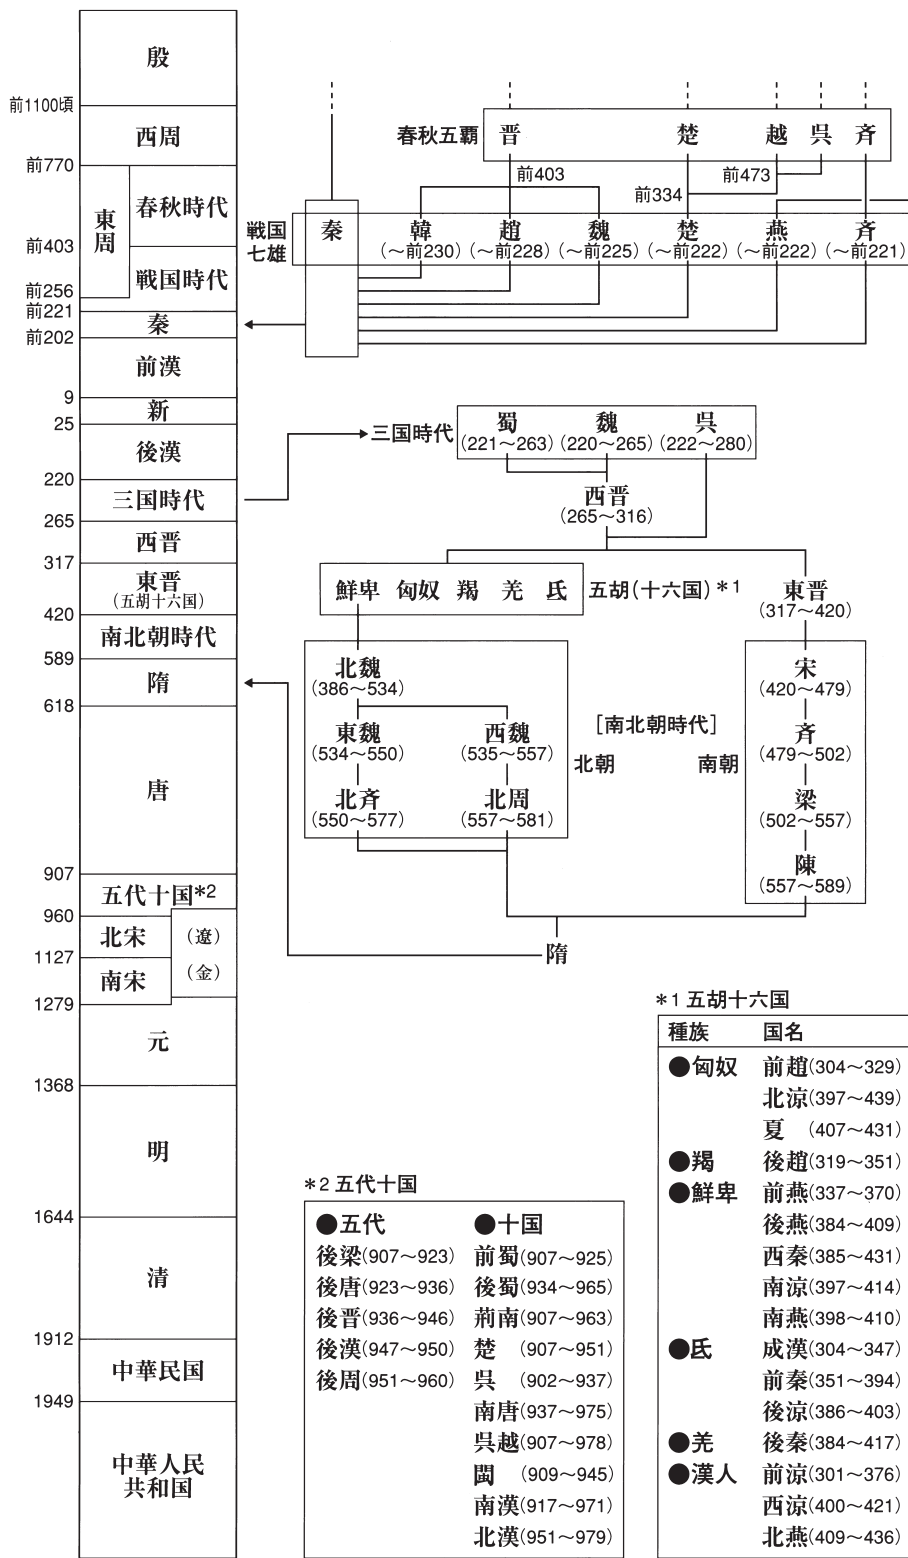 殷
前1100頃
西周
前770
東周
春秋時代
前403
戦国時代
前256
前221
秦
前202
前漢
9
新
25
後漢
220
三国時代
265
西晋
317
東晋
(五胡十六国)
420
南北朝時代
589
隋
618
唐
907
五代十国*2
960
北宋
(遼)
1127
南宋
(金)
1279
元
1368
明
1644
清
1912
中華民国
1949
中華人民
共和国
春秋五覇
晋 楚 越 呉 斉
前403
前334
前473
戦国
七雄
秦 韓 趙 魏 楚 燕 斉
(〜前230) (〜前228) (〜前225) (〜前222) (〜前222) (〜前221)
三国時代
蜀 魏 呉
(221〜263) (220〜265) (222〜280)
西晋
(265〜316)
鮮卑 匈奴 羯 羌 氐
五胡(十六国)*1
東晋
(317〜420)
北魏
(386〜534)
東魏 西魏
(534〜550) (535〜557)
北斉 北周
(550〜577) (557〜581)
[南北朝時代]
北朝 南朝
宋
(420〜479)
斉
(479〜502)
梁
(502〜557)
陳
(557〜589)
隋
*1 五胡十六国
種族 国名
●匈奴 前趙(304〜329)
北涼(397〜439)
夏 (407〜431)
●羯 後趙(319〜351)
●鮮卑 前燕(337〜370)
後燕(384〜409)
西秦(385〜431)
南涼(397〜414)
南燕(398〜410)
●氐 成漢(304〜347)
前秦(351〜394)
後涼(386〜403)
●羌 後秦(384〜417)
●漢人 前涼(301〜376)
西涼(400〜421)
北燕(409〜436)
*2 五代十国
●五代 ●十国
後梁(907〜923) 前蜀(907〜925)
後唐(923〜936) 後蜀(934〜965)
後晋(936〜946) 荊南(907〜963)
後漢(947〜950) 楚 (907〜951)
後周(951〜960) 呉 (902〜937)
南唐(937〜975)
呉越(907〜978)
閩 (909〜945)
南漢(917〜971)
北漢(951〜979)